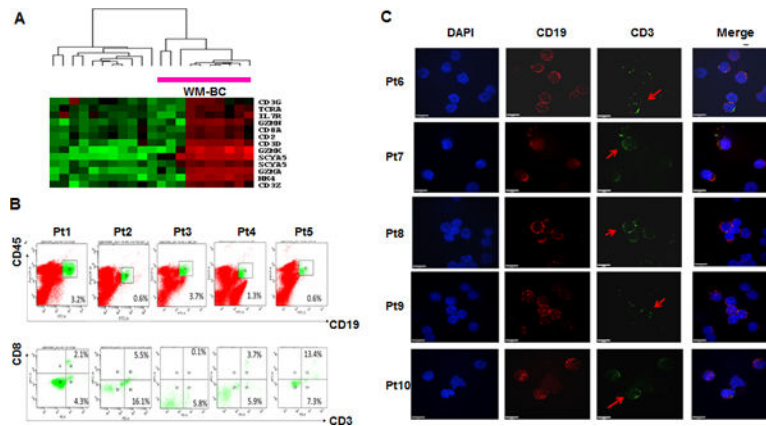 A
WM-BC
CD3G
TCRA
IL7R
GZMH
CD8A
CD2
CD3D
GZMK
SCYA5
SCYA5
GZMA
NK4
CD3Z
B
Pt1 Pt2 Pt3 Pt4 Pt5
CD45
3.2% 0.6% 3.7% 1.3% 0.6%
CD19
CD8
2.1% 5.5% 0.1% 3.7% 13.4%
4.3% 16.1% 5.8% 5.9% 7.3%
CD3
C
DAPI CD19 CD3 Merge
Pt6
Pt7
Pt8
Pt9
Pt10